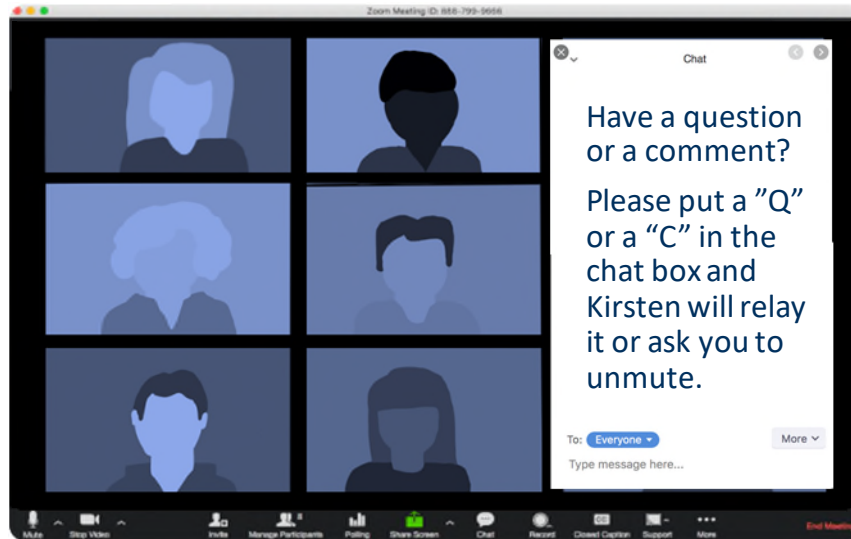 Zoom Meeting ID: 666-799-9666
Chat
Have a question
or a comment?
Please put a ”Q”
or a “C” in the
chat box and
Kirsten will relay
it or ask you to
unmute.
To: Everyone
More
Type message here...
Mute
Stop Video
Invite
Manage Participants
Polling
Share Screen
Chat
Record
CC
Closed Caption
Support
More
End Meeting